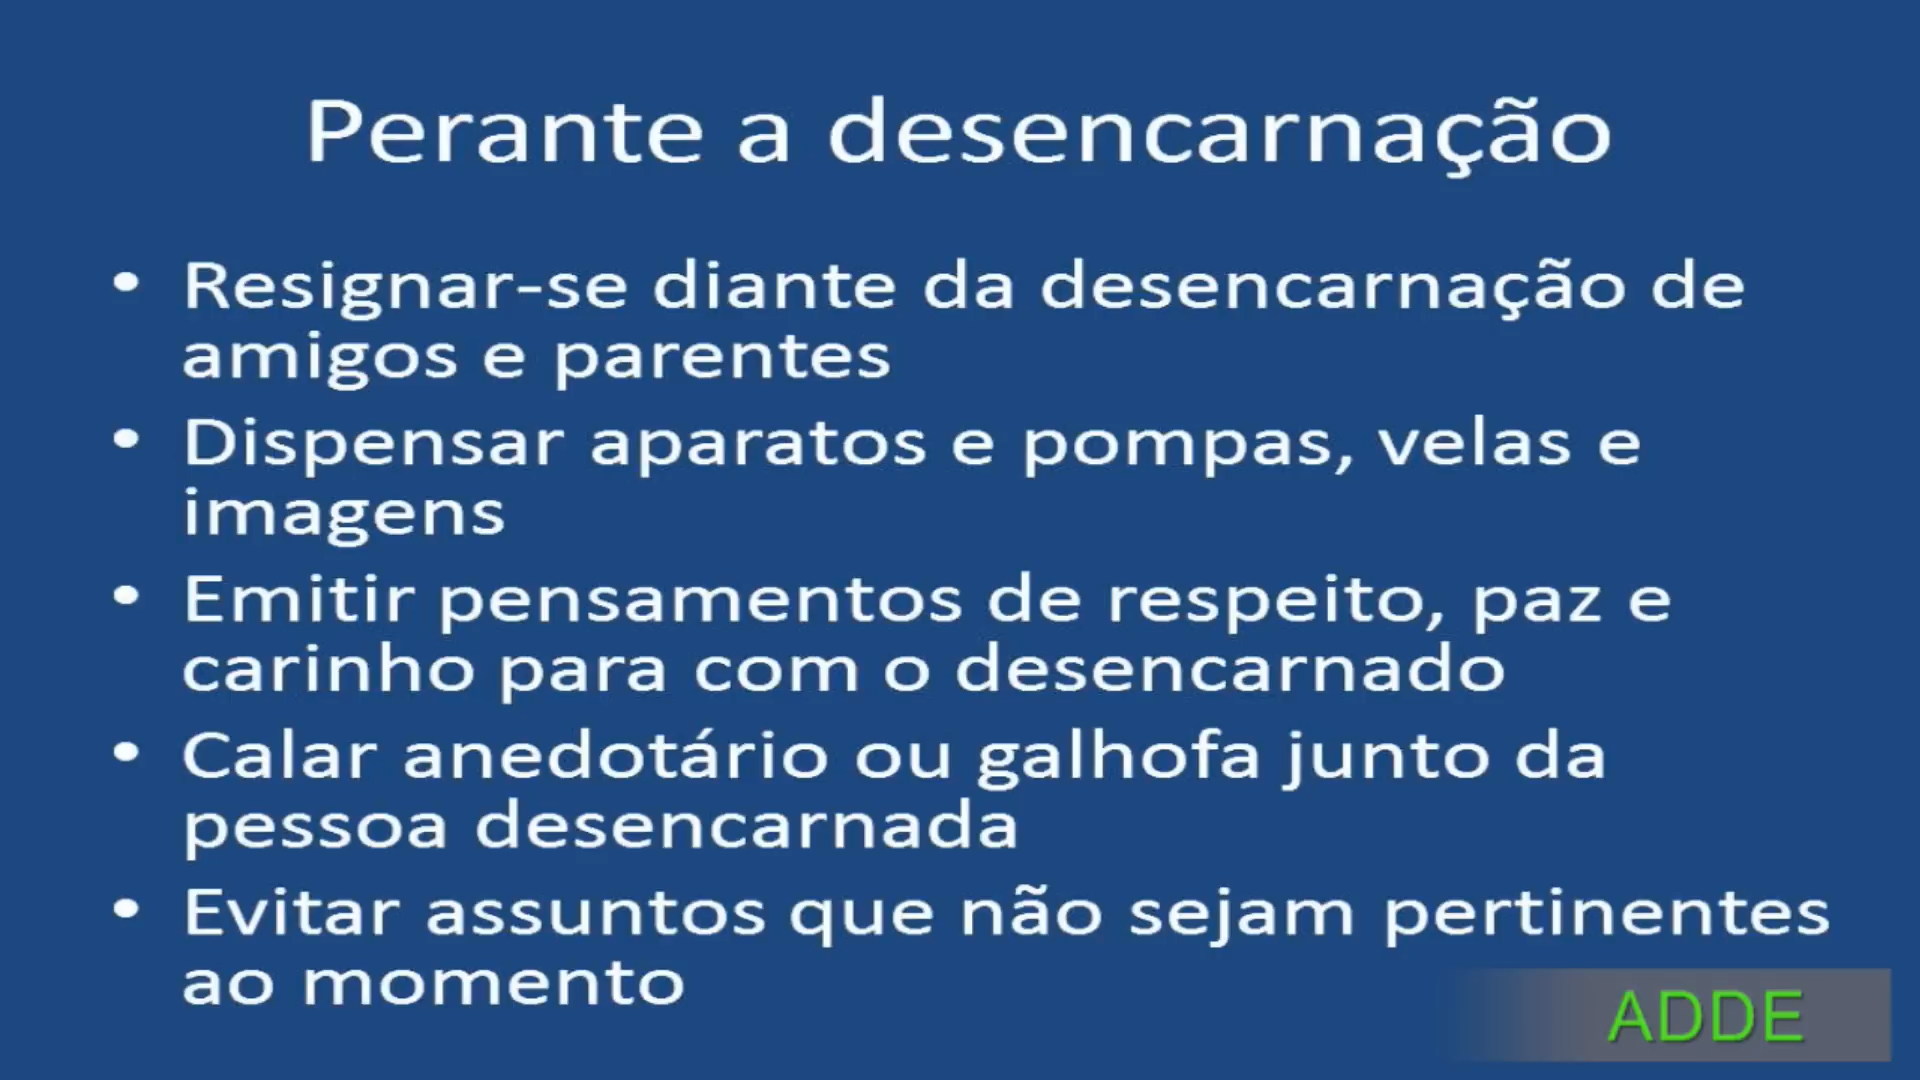 Perante a desencarnação
• Resignar-se diante da desencarnação de
amigos e parentes
• Dispensar aparatos e pompas, velas e
imagens
• Emitir pensamentos de respeito, paz e
carinho para com o desencarnado
• Calar anedotário ou galhofa junto da
pessoa desencarnada
• Evitar assuntos que não sejam pertinentes
ao momento
ADDE